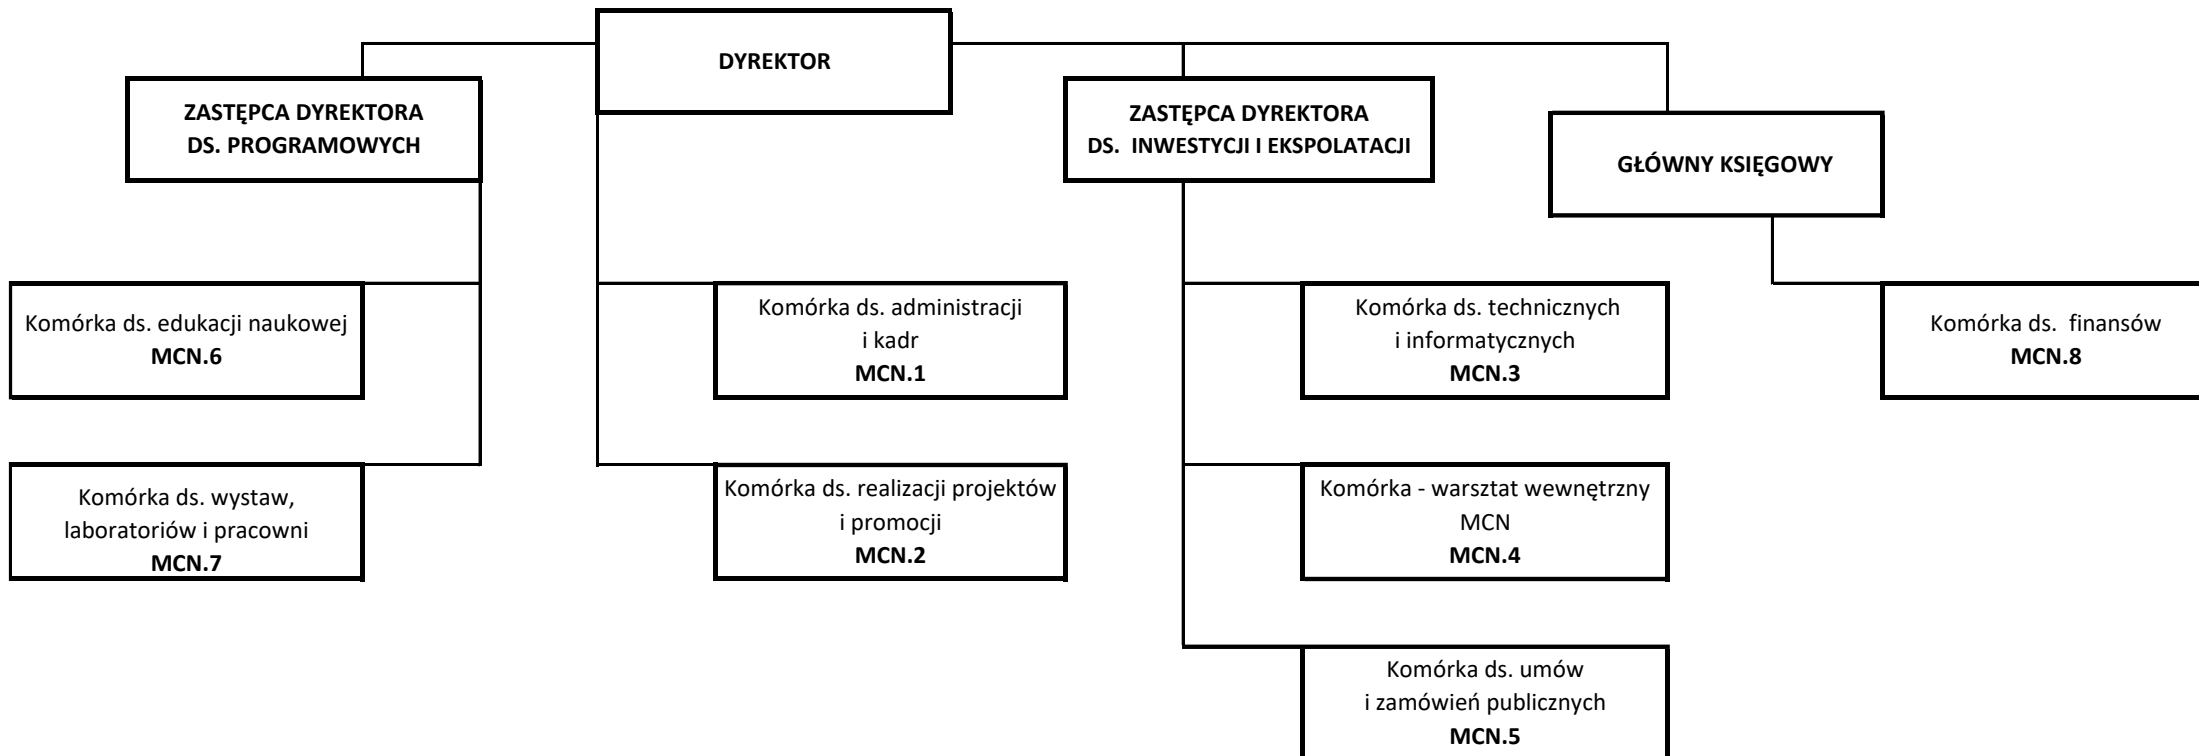 DYREKTOR
ZASTĘPCA DYREKTORA
DS. PROGRAMOWYCH
ZASTĘPCA DYREKTORA
DS.  INWESTYCJI I EKSPOLATACJI
GŁÓWNY KSIĘGOWY
Komórka ds. edukacji naukowej
MCN.6
Komórka ds. administracji
i kadr
MCN.1
Komórka ds. technicznych
i informatycznych
MCN.3
Komórka ds.  finansów
MCN.8
Komórka ds. wystaw,
laboratoriów i pracowni
MCN.7
Komórka ds. realizacji projektów
i promocji
MCN.2
Komórka - warsztat wewnętrzny
MCN
MCN.4
Komórka ds. umów
i zamówień publicznych
MCN.5